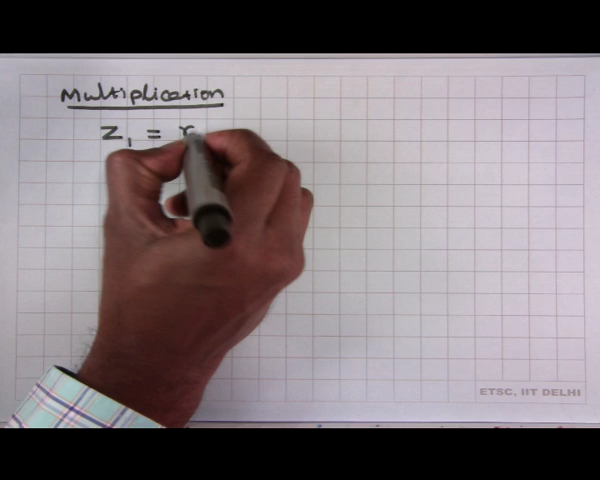 Multiplication
Z₁ = r
ETSC, IIT DELHI